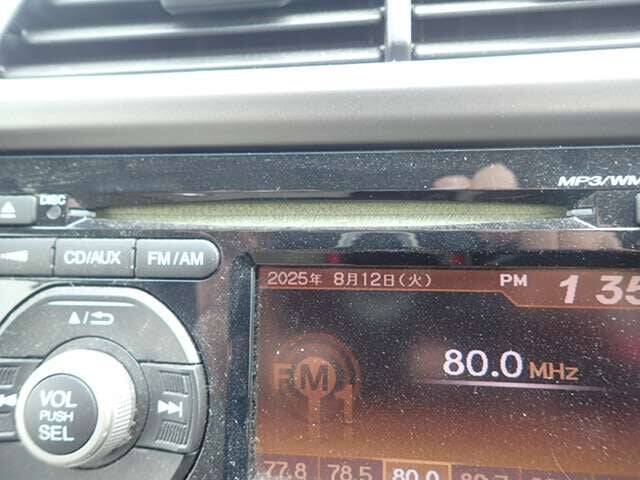 MP3/WM
DISC
CD/AUX
FM/AM
2025年 8月12日(火)
PM 1 35
80.0 MHz
FM
1
VOL
PUSH
SEL
77.8 78.5 80.0